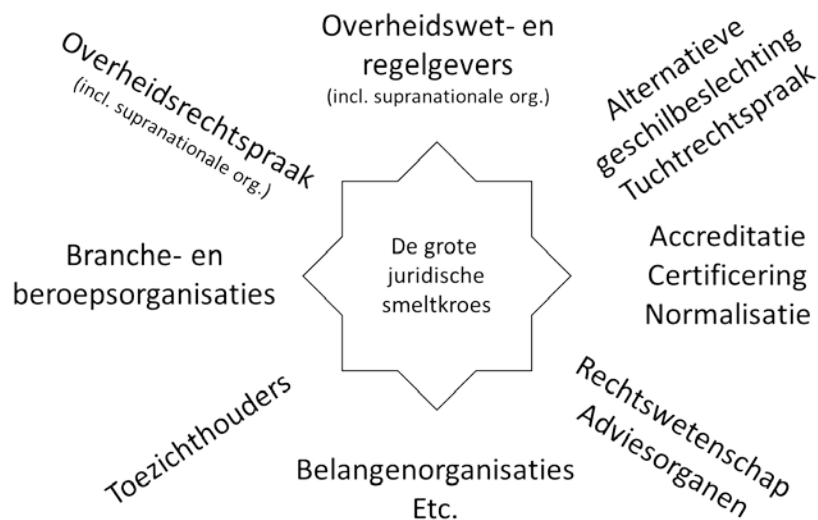 Overheidswet- en
regelgevers
(incl. supranationale org.)
Alternatieve
geschilbeslechting
Tuchtrechtspraak
Accreditatie
Certificering
Normalisatie
Rechtswetenschap
Adviesorganen
Belangenorganisaties
Etc.
Toezichthouders
Branche- en
beroepsorganisaties
Overheidsrechtspraak
(incl. supranationale org.)
De grote
juridische
smeltkroes